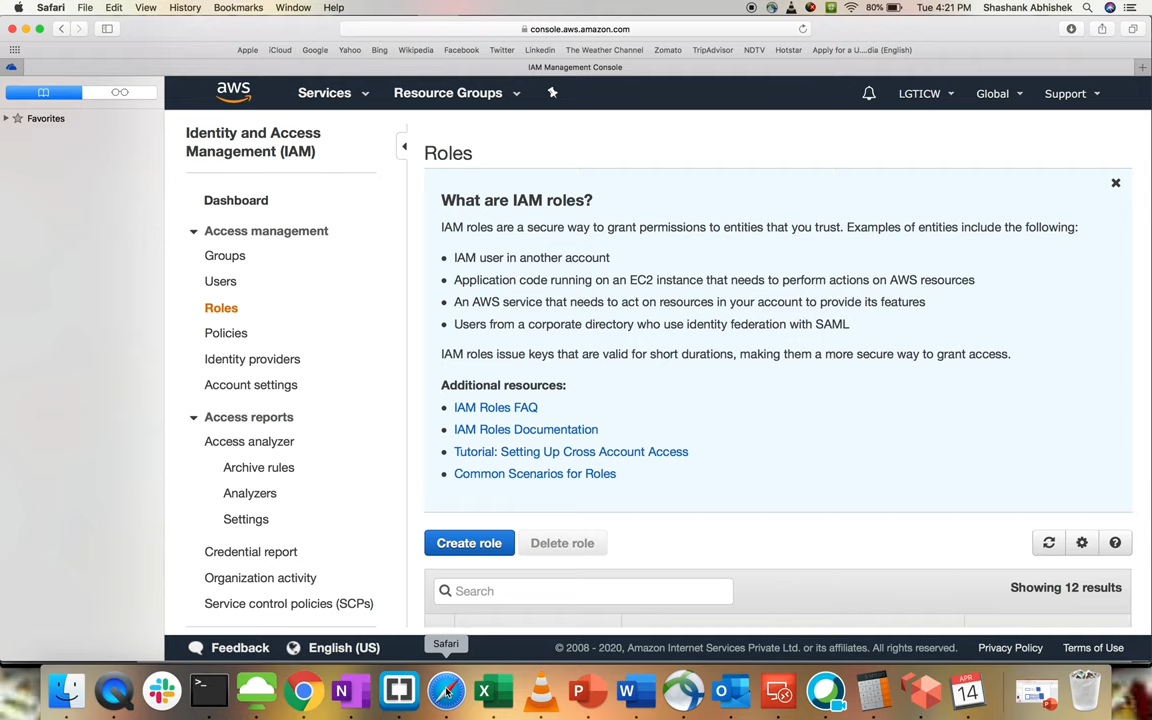 Safari File Edit View History Bookmarks Window Help 80% Tue 4:21 PM Shashank Abhishek
console.aws.amazon.com
Apple iCloud Google Yahoo Bing Wikipedia Facebook Twitter Linkedin The Weather Channel Zomato TripAdvisor NDTV Hotstar Apply for a U....dia (English)
IAM Management Console
Favorites
aws Services Resource Groups LGTICW Global Support
Identity and Access
Management (IAM)
Dashboard
Access management
Groups
Users
Roles
Policies
Identity providers
Account settings
Access reports
Access analyzer
Archive rules
Analyzers
Settings
Credential report
Organization activity
Service control policies (SCPs)
Roles
What are IAM roles?
IAM roles are a secure way to grant permissions to entities that you trust. Examples of entities include the following:
IAM user in another account
Application code running on an EC2 instance that needs to perform actions on AWS resources
An AWS service that needs to act on resources in your account to provide its features
Users from a corporate directory who use identity federation with SAML
IAM roles issue keys that are valid for short durations, making them a more secure way to grant access.
Additional resources:
IAM Roles FAQ
IAM Roles Documentation
Tutorial: Setting Up Cross Account Access
Common Scenarios for Roles
Create role Delete role
Search Showing 12 results
Feedback English (US) © 2008 - 2020, Amazon Internet Services Private Ltd. or its affiliates. All rights reserved. Privacy Policy Terms of Use
Safari
>_ N X P W O APR 14